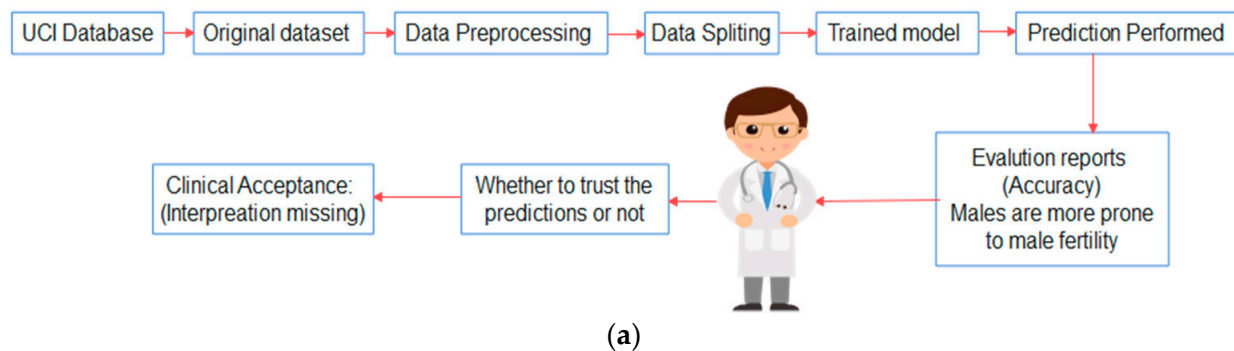 UCI Database
Original dataset
Data Preprocessing
Data Spliting
Trained model
Prediction Performed
Evalution reports
(Accuracy)
Males are more prone
to male fertility
Whether to trust the
predictions or not
Clinical Acceptance:
(Interpreation missing)
(a)